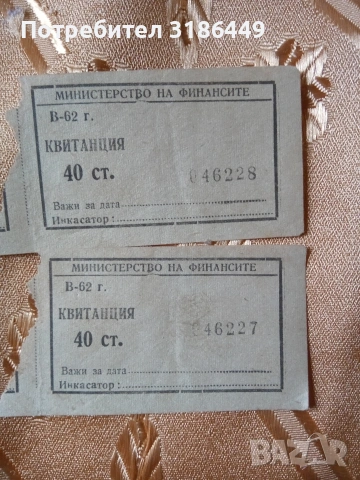 Потребител 3186449
МИНИСТЕРСТВО НА ФИНАНСИТЕ
В-62 г.
КВИТАНЦИЯ
40 ст.
046228
Важи за дата
Инкасатор:
МИНИСТЕРСТВО НА ФИНАНСИТЕ
В-62 г.
КВИТАНЦИЯ
40 ст.
046227
Важи за дата
Инкасатор:
BAZAR